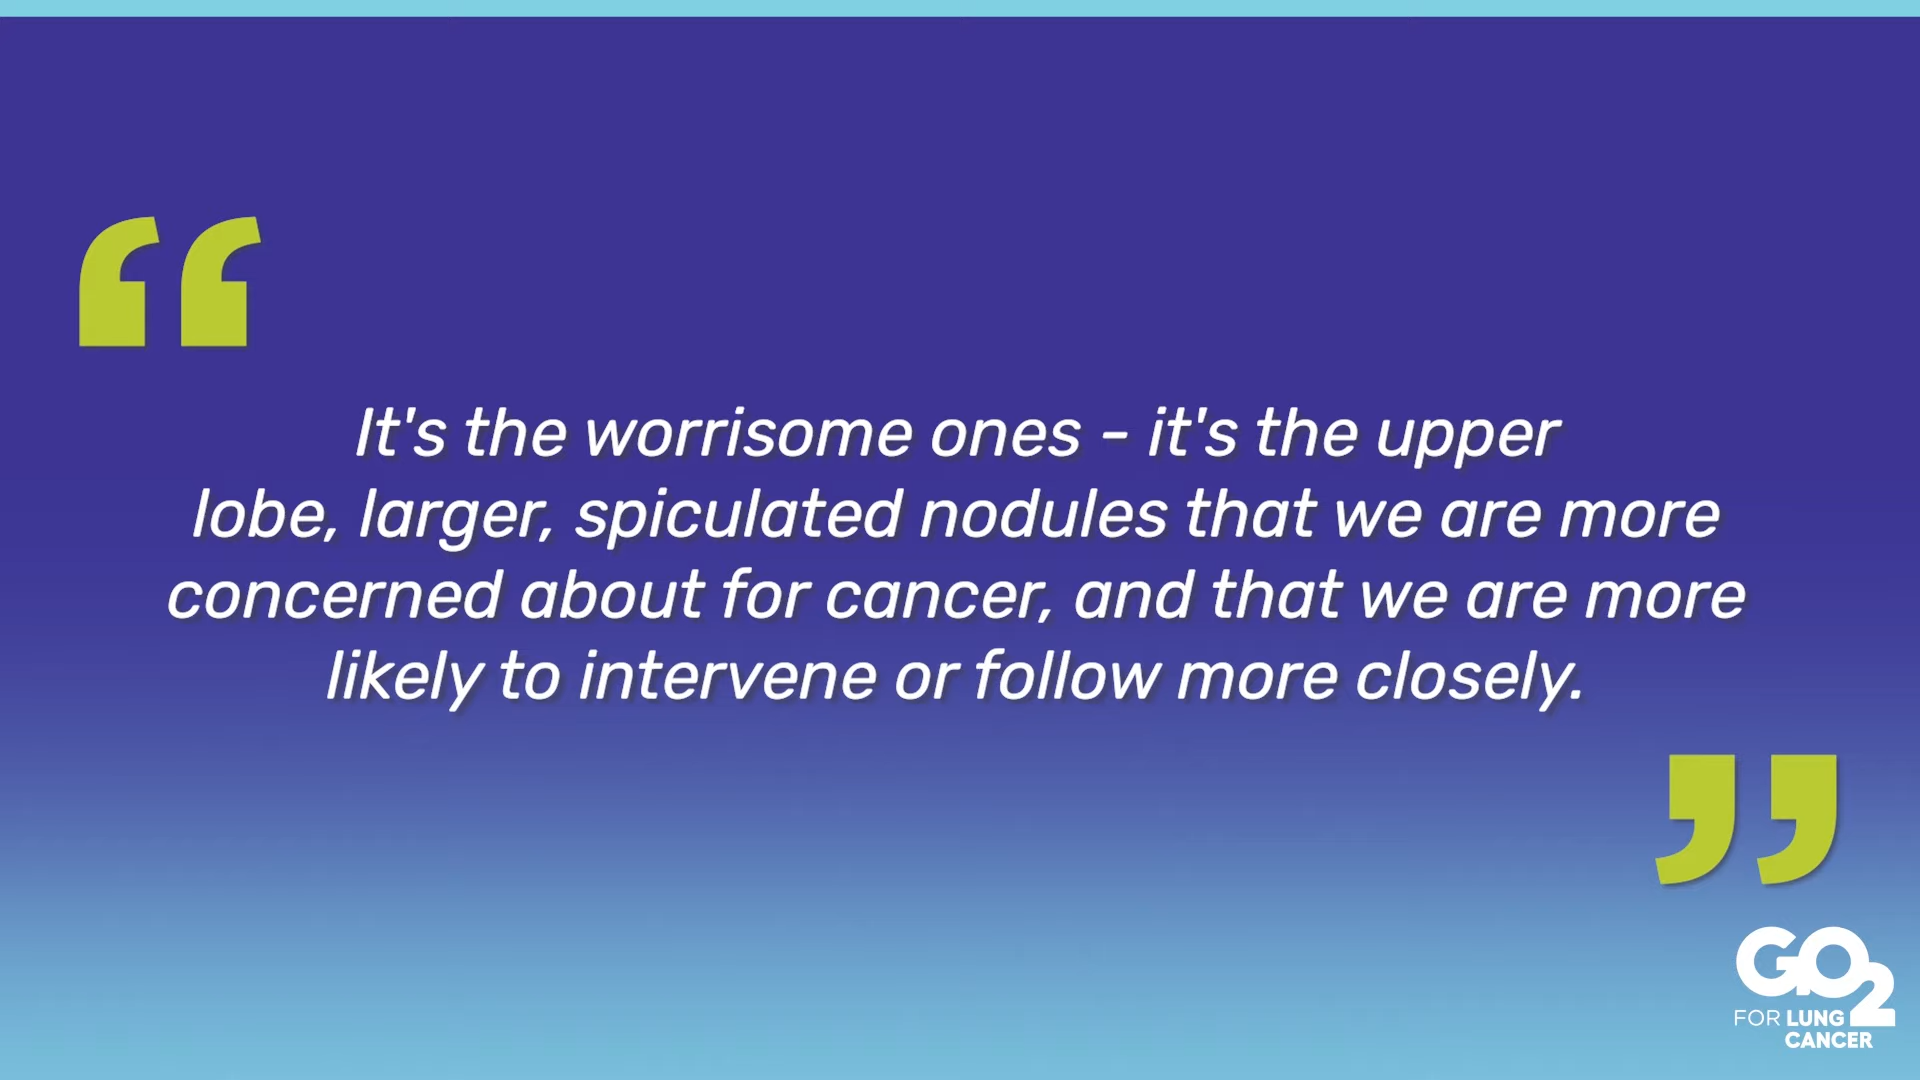 “
It's the worrisome ones - it's the upper
lobe, larger, spiculated nodules that we are more
concerned about for cancer, and that we are more
likely to intervene or follow more closely.
”
GO2
FOR LUNG
CANCER